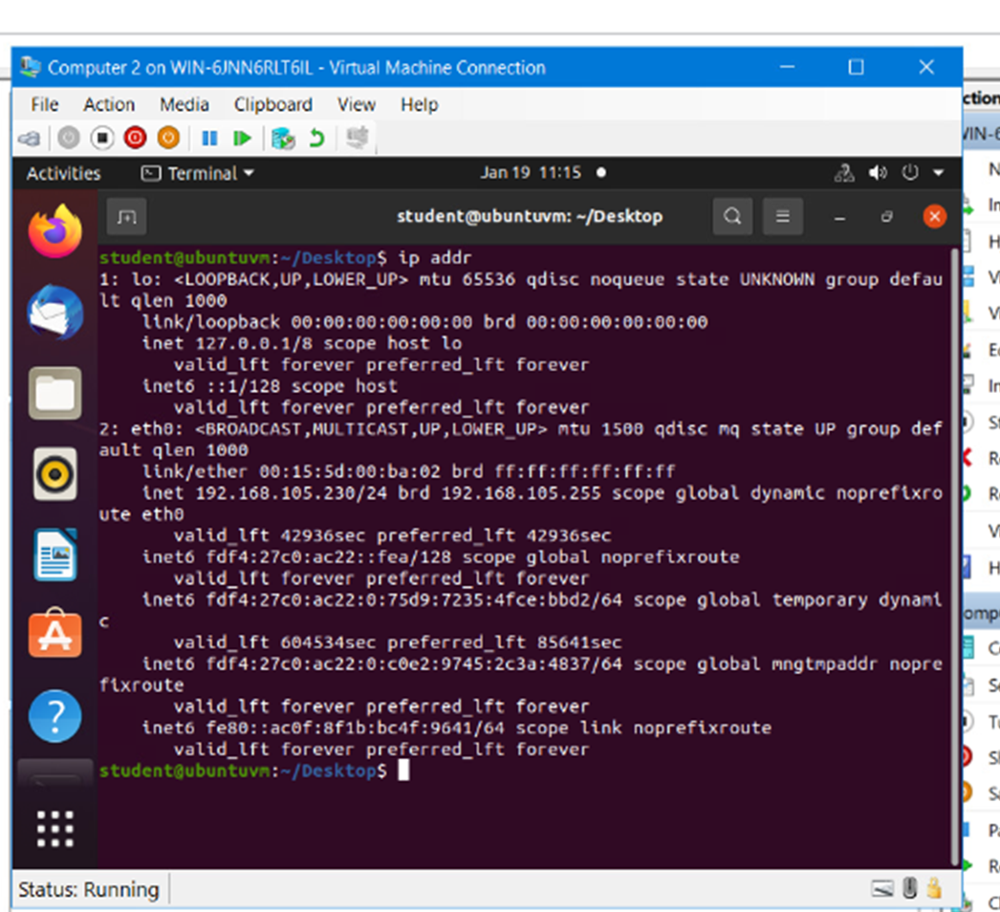 Computer 2 on WIN-6JNN6RLT6IL - Virtual Machine Connection
File Action Media Clipboard View Help
Activities Terminal Jan 19 11:15
student@ubuntuvm: ~/Desktop
student@ubuntuvm:~/Desktop$ ip addr
1: lo: <LOOPBACK,UP,LOWER_UP> mtu 65536 qdisc noqueue state UNKNOWN group defau
lt qlen 1000
link/loopback 00:00:00:00:00:00 brd 00:00:00:00:00:00
inet 127.0.0.1/8 scope host lo
valid_lft forever preferred_lft forever
inet6 ::1/128 scope host
valid_lft forever preferred_lft forever
2: eth0: <BROADCAST,MULTICAST,UP,LOWER_UP> mtu 1500 qdisc mq state UP group def
ault qlen 1000
link/ether 00:15:5d:00:ba:02 brd ff:ff:ff:ff:ff:ff
inet 192.168.105.230/24 brd 192.168.105.255 scope global dynamic noprefixro
ute eth0
valid_lft 42936sec preferred_lft 42936sec
inet6 fdf4:27c0:ac22::fea/128 scope global noprefixroute
valid_lft forever preferred_lft forever
inet6 fdf4:27c0:ac22:0:75d9:7235:4fce:bbd2/64 scope global temporary dynami
c
valid_lft 604534sec preferred_lft 85641sec
inet6 fdf4:27c0:ac22:0:c0e2:9745:2c3a:4837/64 scope global mngtmpaddr nopre
fixroute
valid_lft forever preferred_lft forever
inet6 fe80::ac0f:8f1b:bc4f:9641/64 scope link noprefixroute
valid_lft forever preferred_lft forever
student@ubuntuvm:~/Desktop$
Status: Running